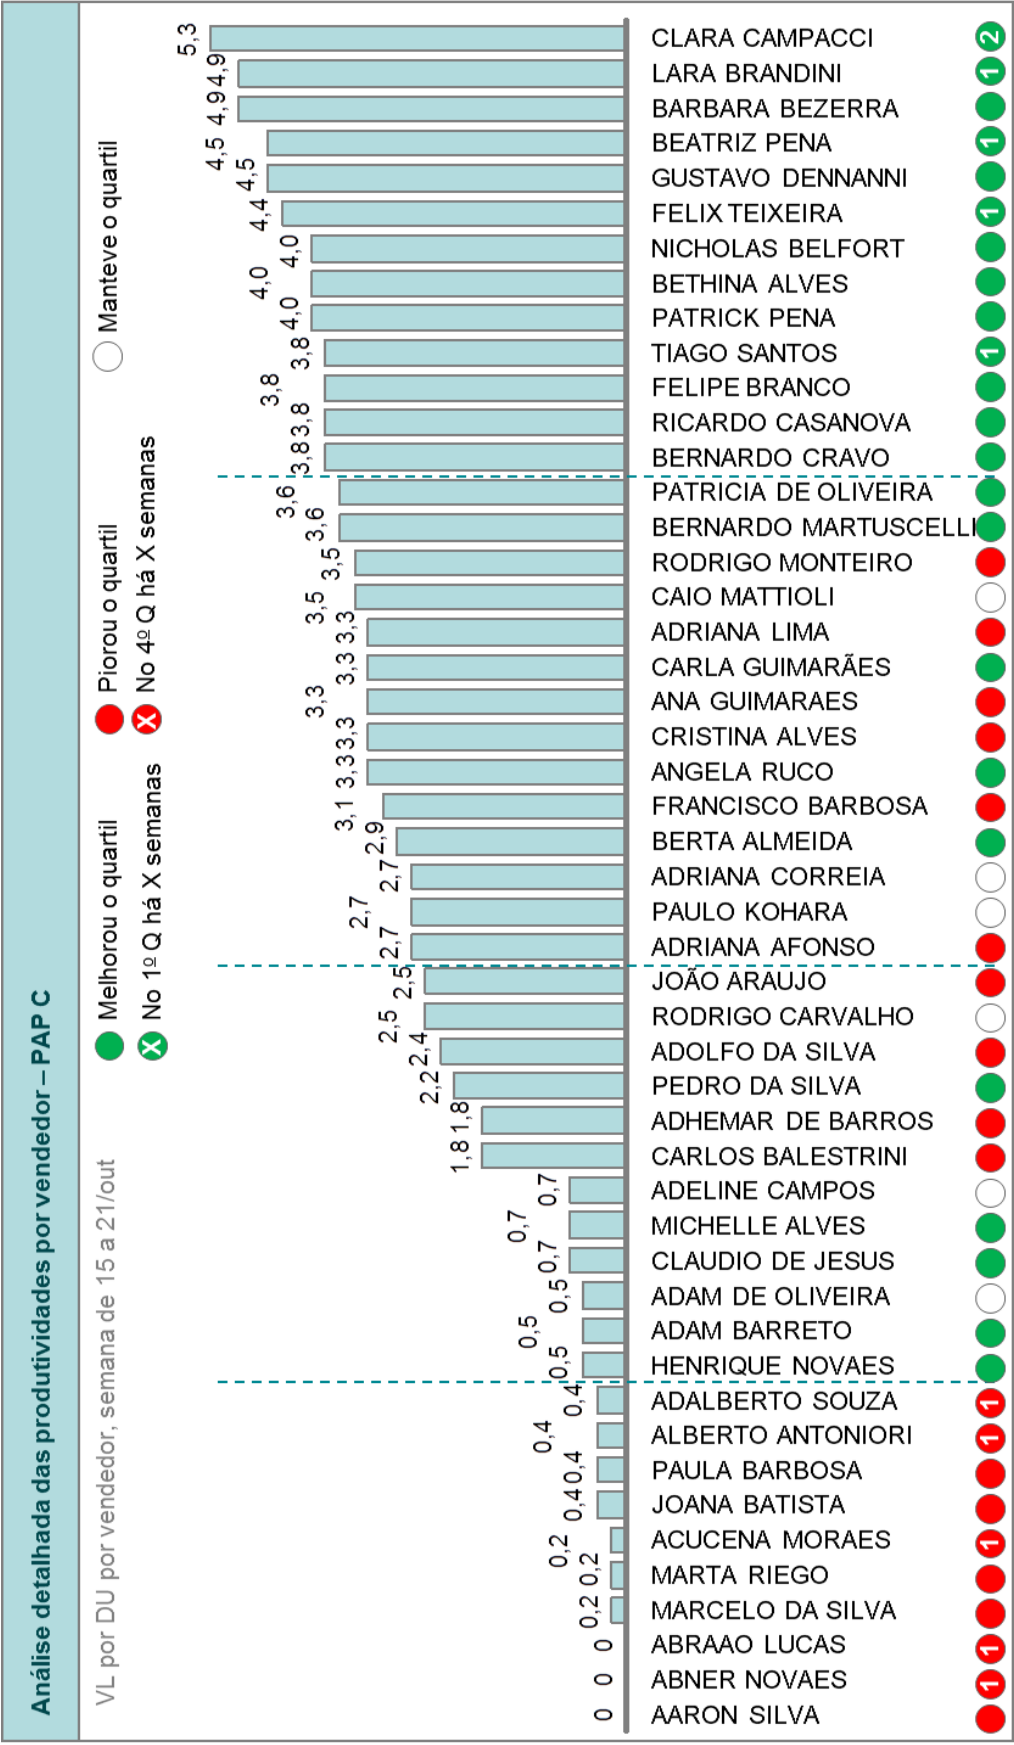 Análise detalhada das produtividades por vendedor – PAP C
VL por DU por vendedor, semana de 15 a 21/out
Melhorou o quartil
Piorou o quartil
Manteve o quartil
X No 1º Q há X semanas
X No 4º Q há X semanas
5,3 CLARA CAMPACCI 2
4,9 LARA BRANDINI 1
4,9 BARBARA BEZERRA
4,5 BEATRIZ PENA 1
4,5 GUSTAVO DENNANNI
4,4 FELIX TEIXEIRA 1
4,0 NICHOLAS BELFORT
4,0 BETHINA ALVES
4,0 PATRICK PENA
3,8 TIAGO SANTOS 1
3,8 FELIPE BRANCO
3,8 RICARDO CASANOVA
3,8 BERNARDO CRAVO
3,6 PATRICIA DE OLIVEIRA
3,6 BERNARDO MARTUSCELLI
3,5 RODRIGO MONTEIRO
3,5 CAIO MATTIOLI
3,3 ADRIANA LIMA
3,3 CARLA GUIMARÃES
3,3 ANA GUIMARAES
3,3 CRISTINA ALVES
3,3 ANGELA RUCO
3,1 FRANCISCO BARBOSA
2,9 BERTA ALMEIDA
2,7 ADRIANA CORREIA
2,7 PAULO KOHARA
2,7 ADRIANA AFONSO
2,5 JOÃO ARAUJO
2,5 RODRIGO CARVALHO
2,4 ADOLFO DA SILVA
2,2 PEDRO DA SILVA
1,8 ADHEMAR DE BARROS
1,8 CARLOS BALESTRINI
0,7 ADELINE CAMPOS
0,7 MICHELLE ALVES
0,7 CLAUDIO DE JESUS
0,5 ADAM DE OLIVEIRA
0,5 ADAM BARRETO
0,5 HENRIQUE NOVAES
0,4 ADALBERTO SOUZA 1
0,4 ALBERTO ANTONIORI 1
0,4 PAULA BARBOSA
0,4 JOANA BATISTA
0,2 ACUCENA MORAES 1
0,2 MARTA RIEGO
0,2 MARCELO DA SILVA
0 ABRAAO LUCAS 1
0 ABNER NOVAES 1
0 AARON SILVA